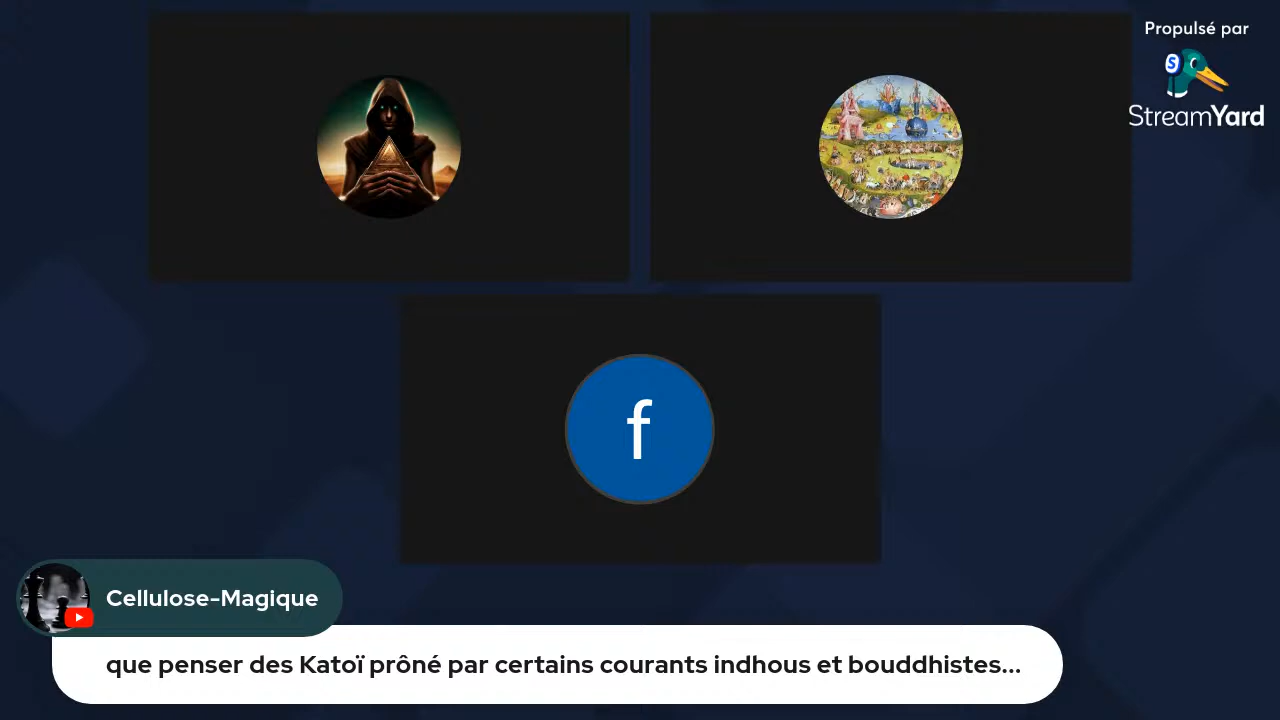 Propulsé par
S
StreamYard
f
Cellulose-Magique
que penser des Katoï prôné par certains courants indhous et bouddhistes...